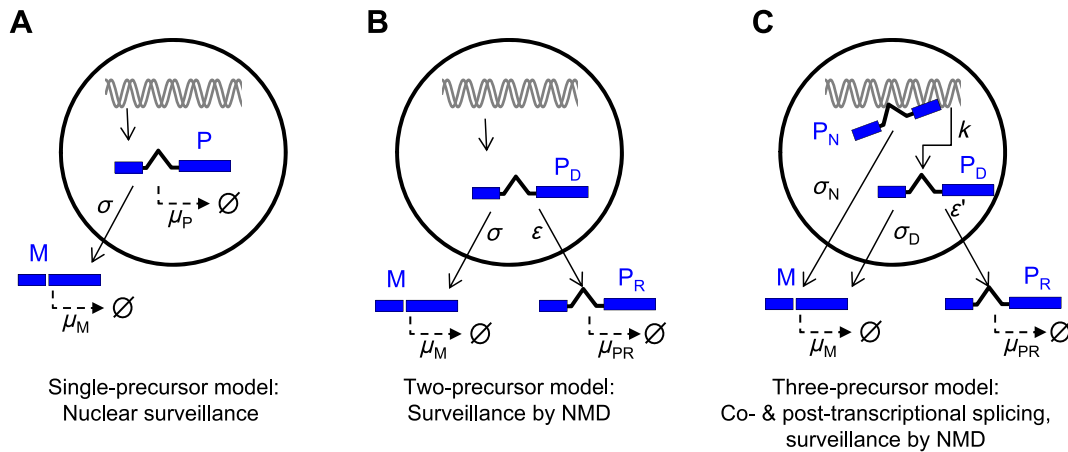 A
B
C
P
σ
μP
∅
M
μM
∅
PD
σ
ε
M
PR
μM
∅
μPR
∅
PN
k
PD
σN
σD
ε'
M
PR
μM
∅
μPR
∅
Single-precursor model:
Nuclear surveillance
Two-precursor model:
Surveillance by NMD
Three-precursor model:
Co- & post-transcriptional splicing,
surveillance by NMD